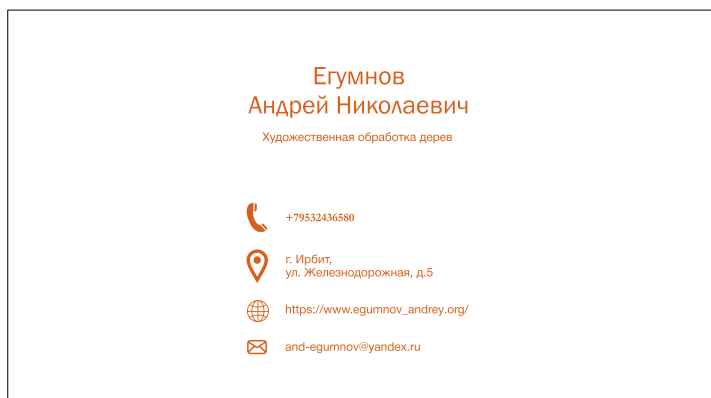 Егумнов
Андрей Николаевич
Художественная обработка дерев
+79532436580
г. Ирбит,
ул. Железнодорожная, д.5
https://www.egumnov_andrey.org/
and-egumnov@yandex.ru